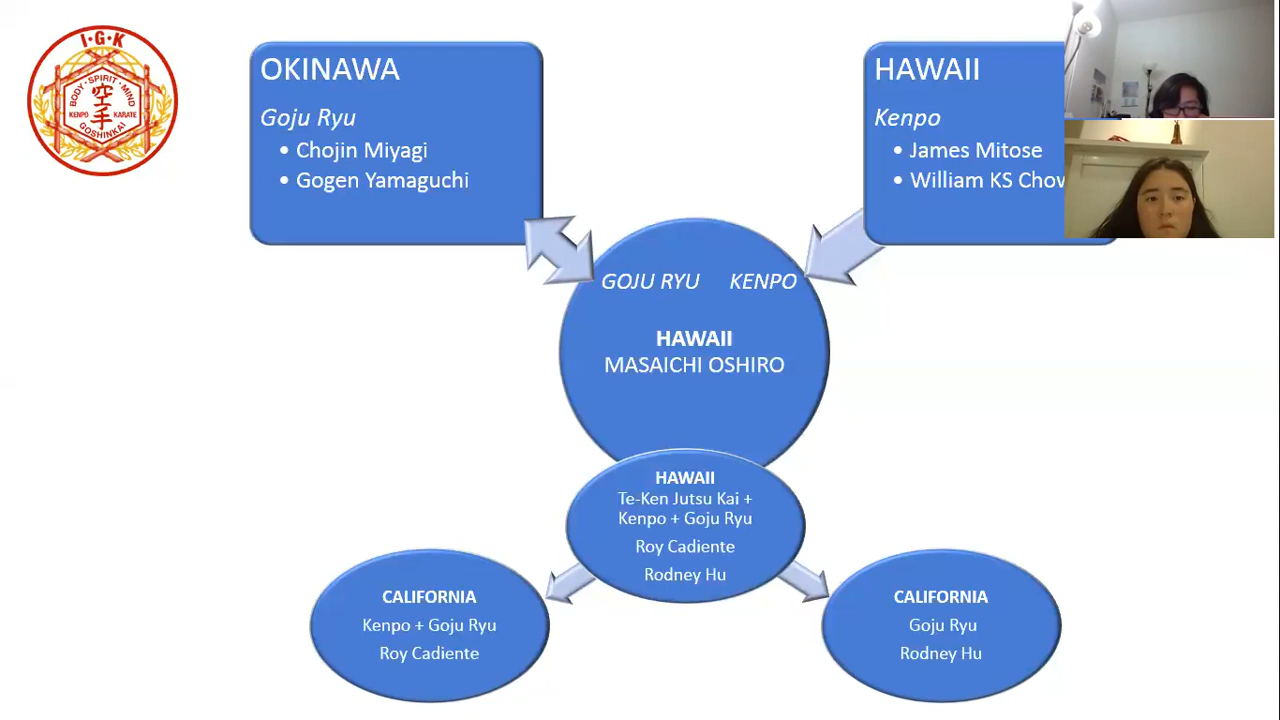 I·G·K
BODY·SPIRIT·MIND
空手
KENPO KARATE
GOSHINKAI
OKINAWA
Goju Ryu
• Chojin Miyagi
• Gogen Yamaguchi
HAWAII
Kenpo
• James Mitose
• William KS Chow
GOJU RYU KENPO
HAWAII
MASAICHI OSHIRO
HAWAII
Te-Ken Jutsu Kai +
Kenpo + Goju Ryu
Roy Cadiente
Rodney Hu
CALIFORNIA
Kenpo + Goju Ryu
Roy Cadiente
CALIFORNIA
Goju Ryu
Rodney Hu